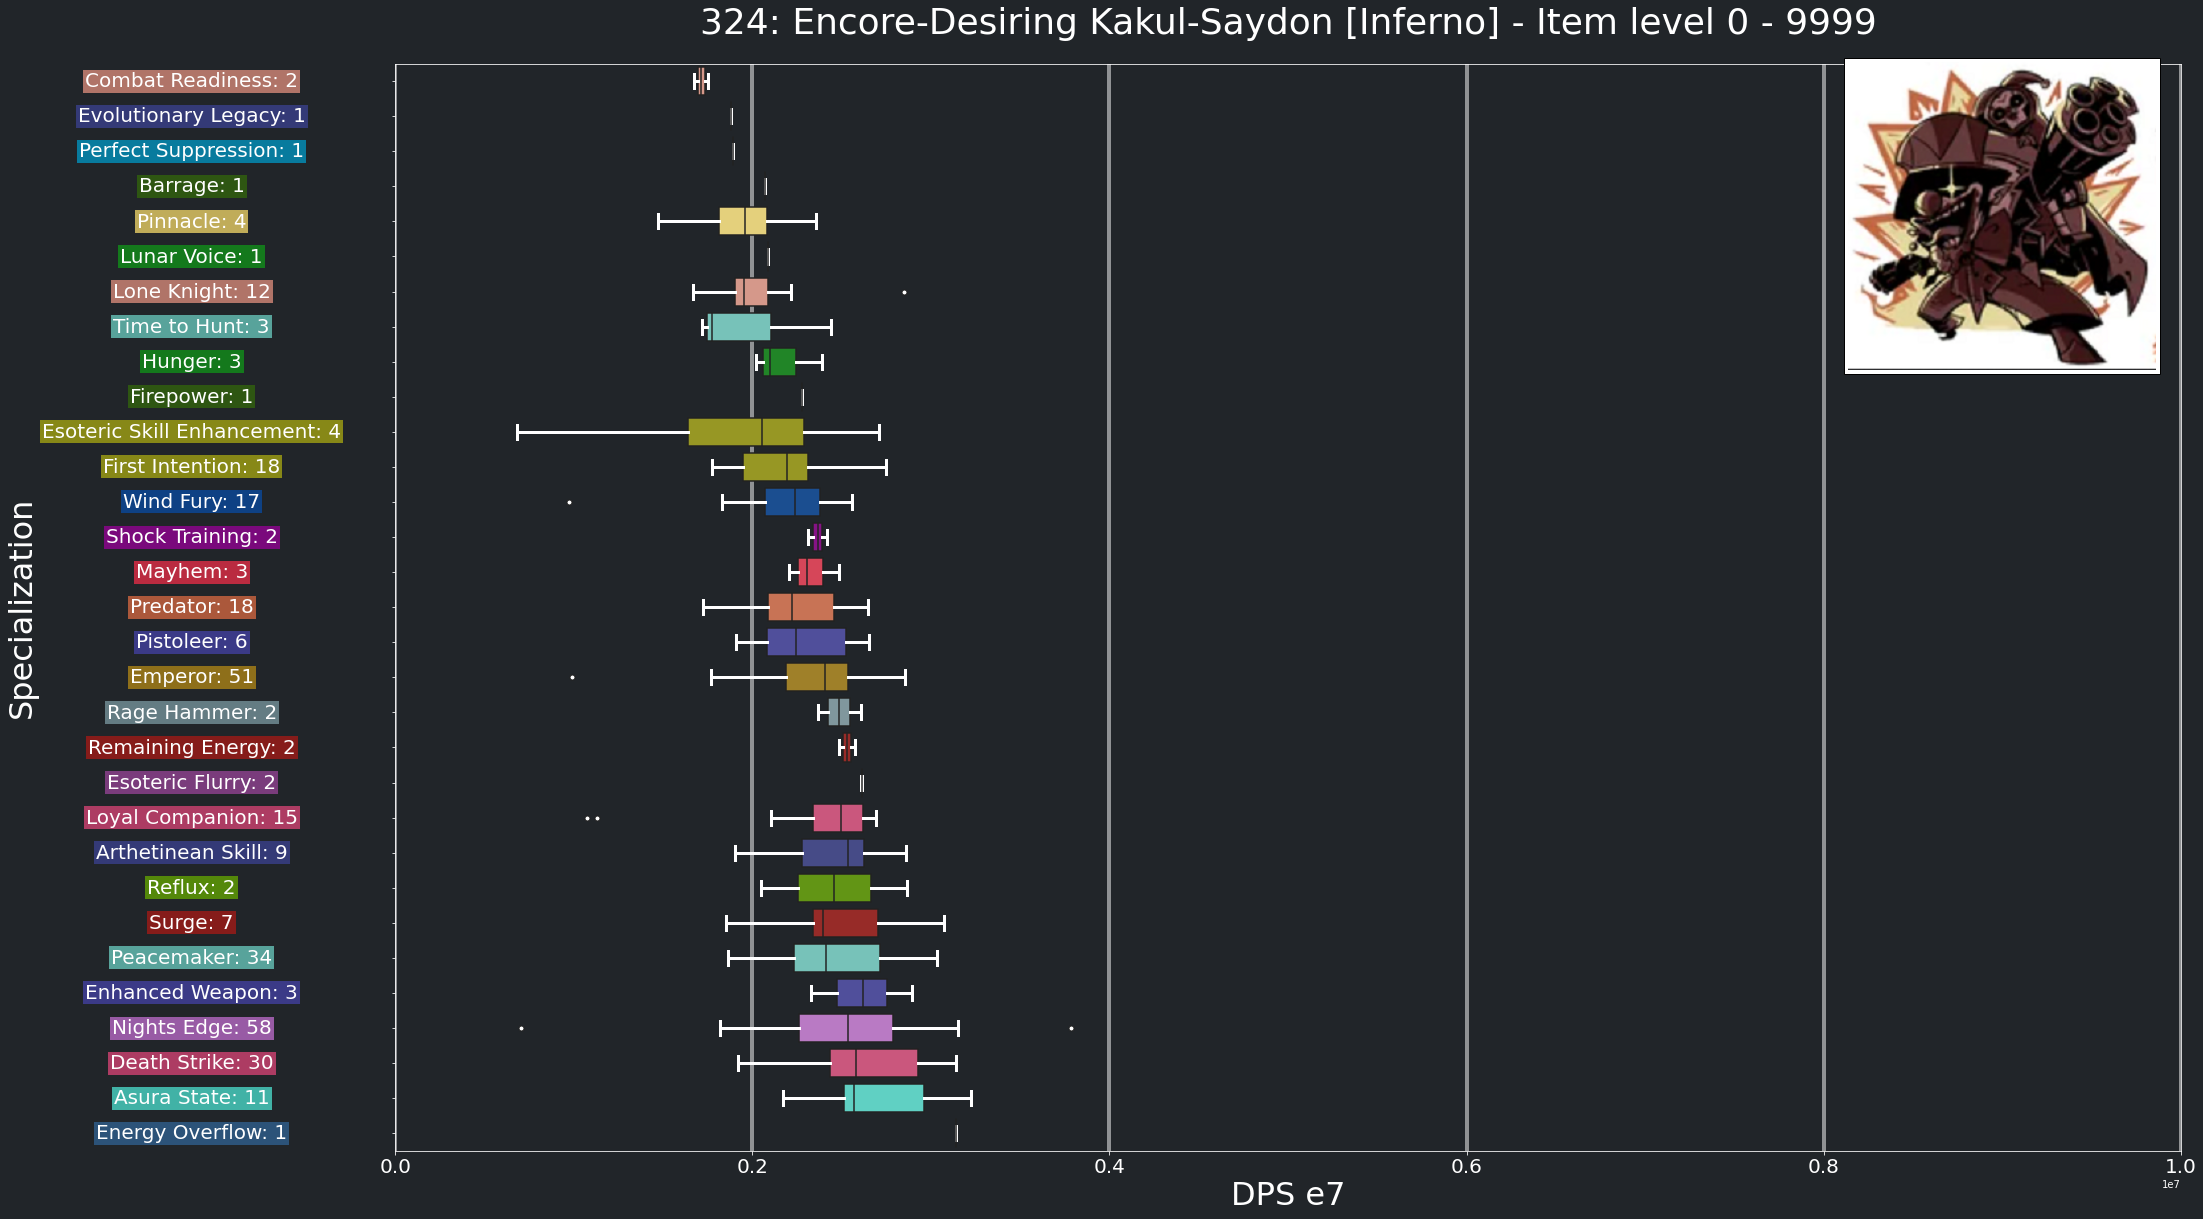 324: Encore-Desiring Kakul-Saydon [Inferno] - Item level 0 - 9999
Combat Readiness: 2
Evolutionary Legacy: 1
Perfect Suppression: 1
Barrage: 1
Pinnacle: 4
Lunar Voice: 1
Lone Knight: 12
Time to Hunt: 3
Hunger: 3
Firepower: 1
Esoteric Skill Enhancement: 4
First Intention: 18
Wind Fury: 17
Shock Training: 2
Mayhem: 3
Predator: 18
Pistoleer: 6
Emperor: 51
Rage Hammer: 2
Remaining Energy: 2
Esoteric Flurry: 2
Loyal Companion: 15
Arthetinean Skill: 9
Reflux: 2
Surge: 7
Peacemaker: 34
Enhanced Weapon: 3
Nights Edge: 58
Death Strike: 30
Asura State: 11
Energy Overflow: 1
Specialization
0.0 0.2 0.4 0.6 0.8 1.0
1e7
DPS e7